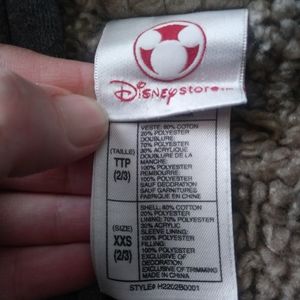 Disney store
VESTE: 80% COTON
20% POLYESTER
DOUBLURE:
70% POLYESTER
30% ACRYLIQUE
DOUBLURE DE LA
MANCHE:
100% POLYESTER
REMBOURRE:
100% POLYESTER
SAUF DECORATION
SAUF GARNITURES
FABRIQUE EN CHINE
(TAILLE)
TTP
(2/3)
SHELL: 80% COTTON
20% POLYESTER
LINING: 70% POLYESTER
30% ACRYLIC
SLEEVE LINING:
100% POLYESTER
FILLING:
100% POLYESTER
EXCLUSIVE OF DECORATION
EXCLUSIVE OF TRIMMING
MADE IN CHINA
(SIZE)
XXS
(2/3)
STYLE# H2202B0001